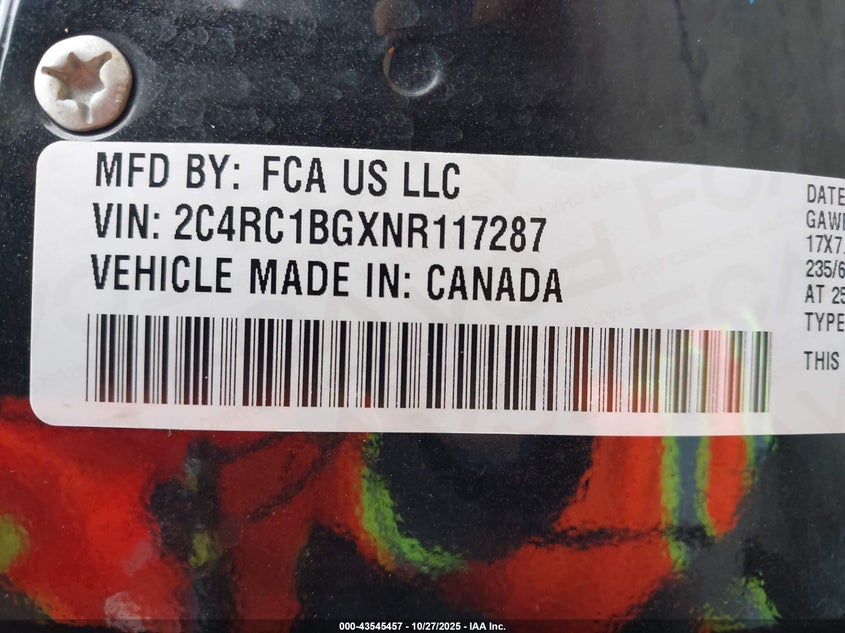 MFD BY: FCA US LLC
VIN: 2C4RC1BGXNR117287
VEHICLE MADE IN: CANADA
DATE
GAW
17X7.
235/6
AT 25
TYPE
THIS
000-43545457 - 10/27/2025 - IAA Inc.